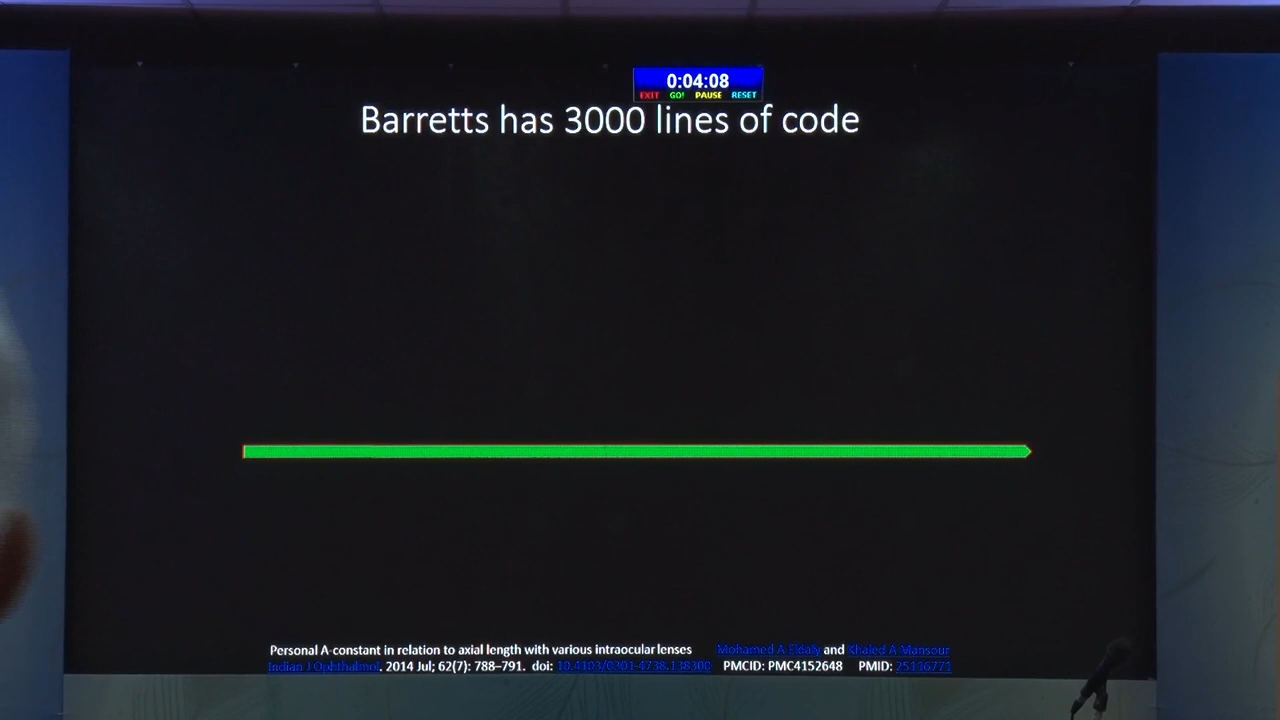 0:04:08
EXIT GO! PAUSE RESET
Barretts has 3000 lines of code
Personal A-constant in relation to axial length with various intraocular lenses Mohamed A Eldaly and Khaled A Mansour
Indian J Ophthalmol. 2014 Jul; 62(7): 788–791. doi: 10.4103/0301-4738.138300 PMCID: PMC4152648 PMID: 25116771